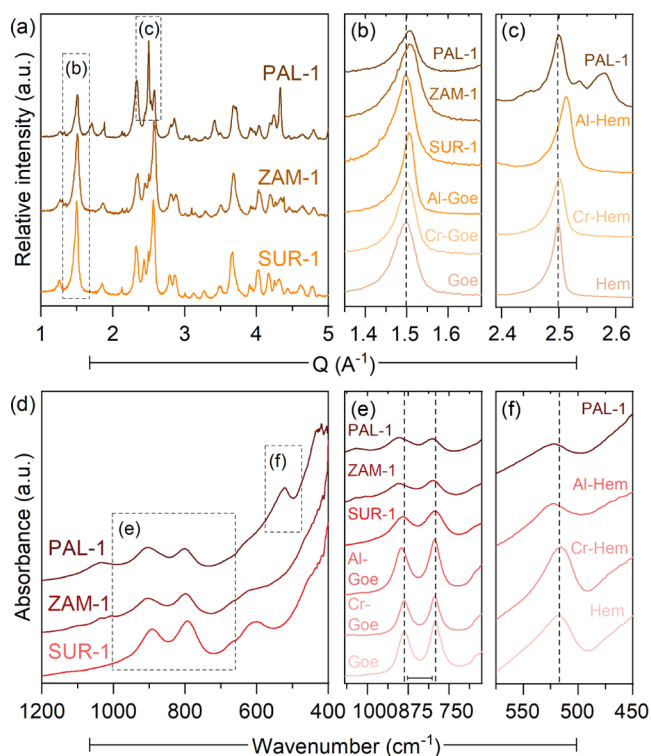 (a)
(b)
(c)
PAL-1
ZAM-1
SUR-1
Relative intensity (a.u.)
1 2 3 4 5
(b)
PAL-1
ZAM-1
SUR-1
Al-Goe
Cr-Goe
Goe
1.4 1.5 1.6
(c)
PAL-1
Al-Hem
Cr-Hem
Hem
2.4 2.5 2.6
Q (A⁻¹)
(d)
(e)
(f)
PAL-1
ZAM-1
SUR-1
Absorbance (a.u.)
1200 1000 800 600 400
(e)
PAL-1
ZAM-1
SUR-1
Al-
Goe
Cr-
Goe
Goe
1000 875 750
(f)
PAL-1
Al-Hem
Cr-Hem
Hem
550 500 450
Wavenumber (cm⁻¹)